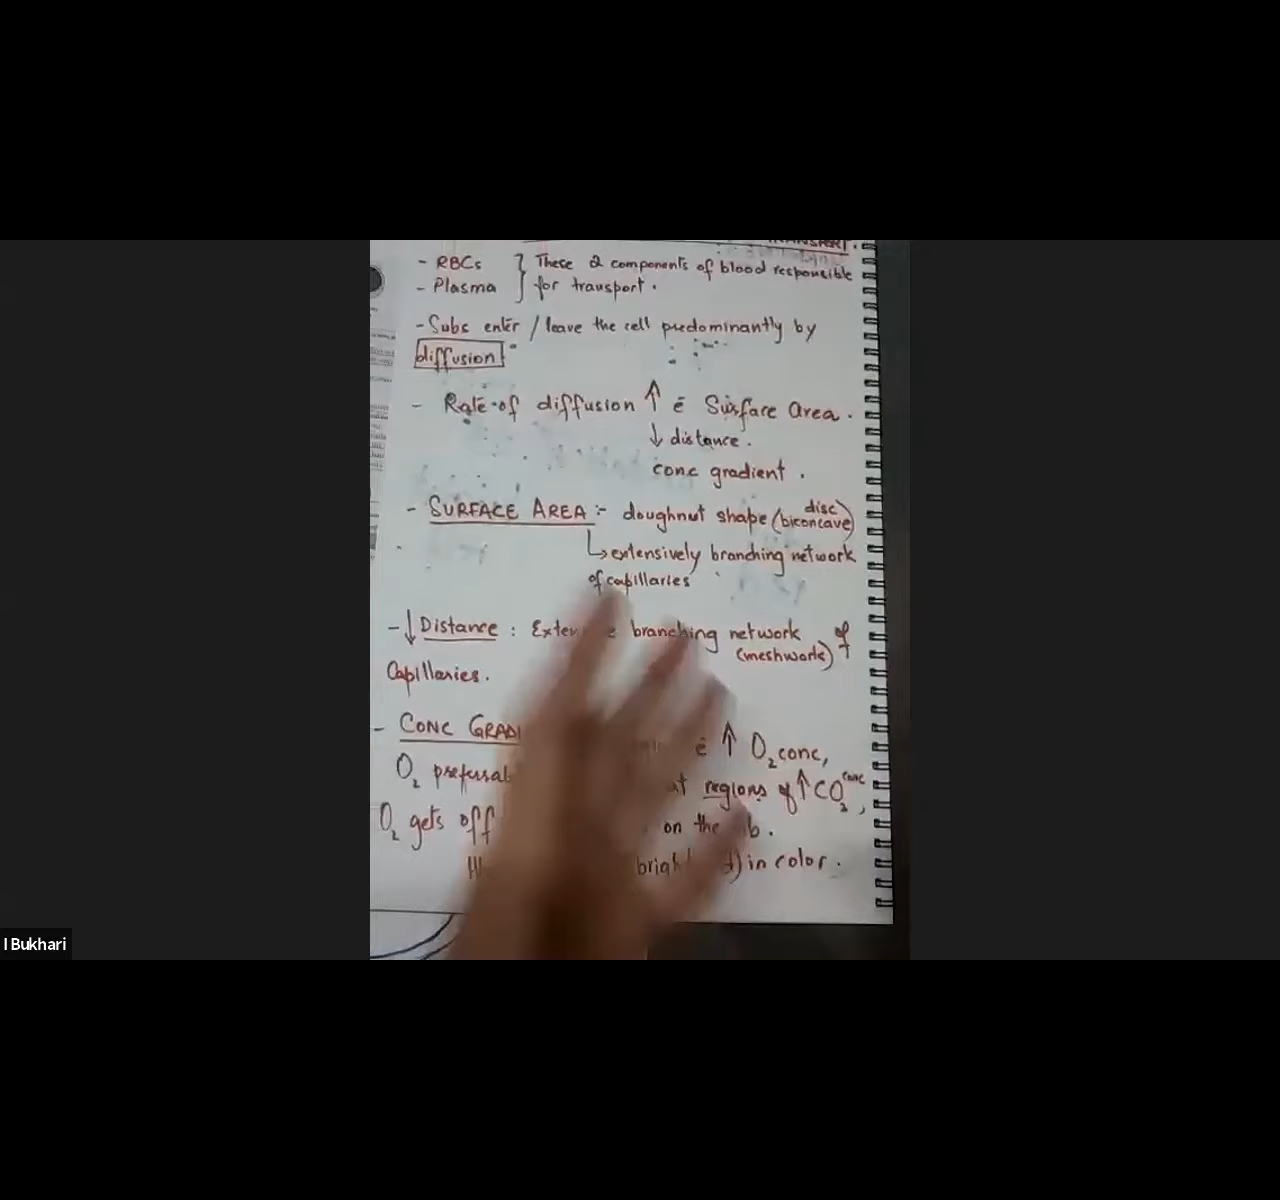 TRANSPORT.
- RBCs } These 2 components of blood responsible
- Plasma } for transport.
- Subs enter / leave the cell predominantly by
diffusion
- Rate of diffusion ↑ c̄ Surface Area.
↓ distance.
conc gradient.
- SURFACE AREA :- doughnut shape (biconcave disc)
↳ extensively branching network
of capillaries
- ↓ Distance : branching network of
(meshwork)
Capillaries.
- CONC c̄ ↑ O₂ conc,
O₂ regions of ↑ CO₂ conc,
O₂ gets off on the
in color.
I Bukhari